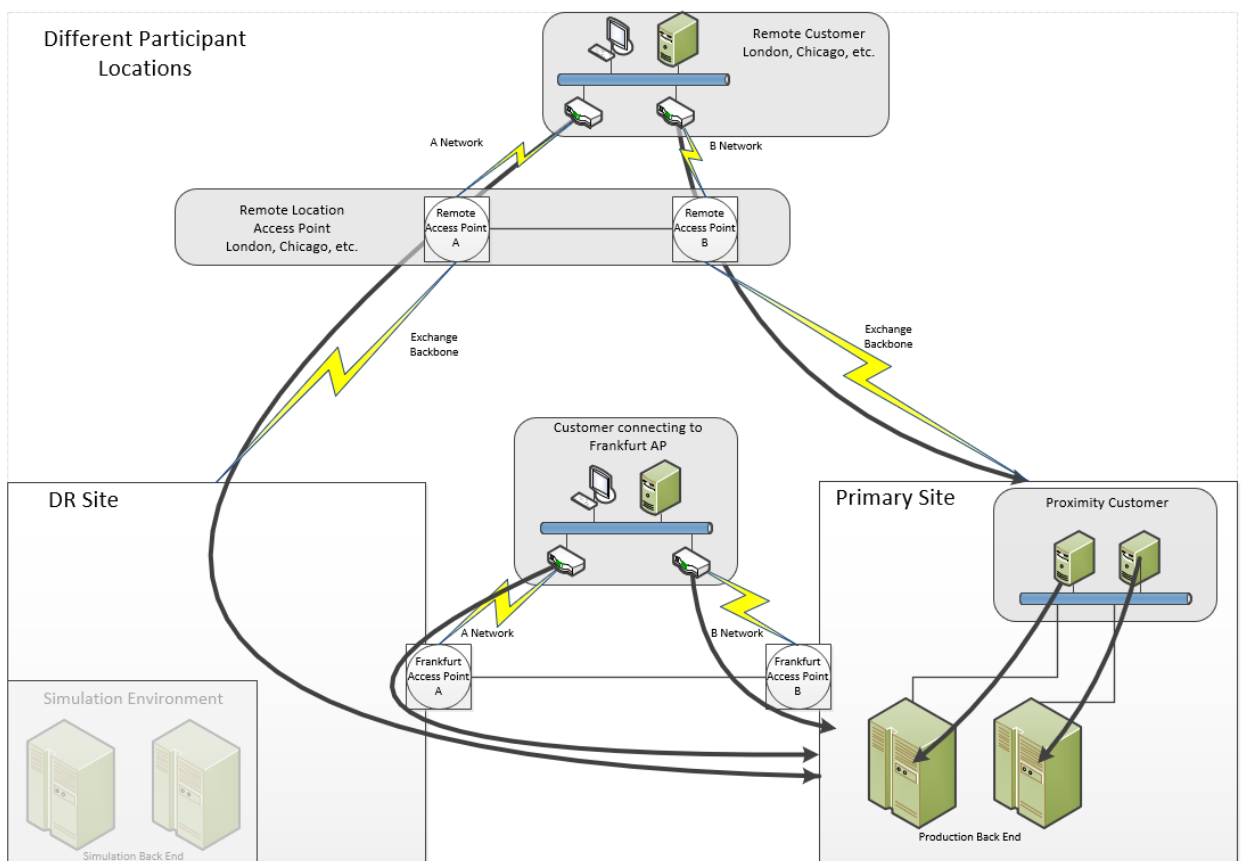 Different Participant
Locations
Remote Customer
London, Chicago, etc.
A Network
B Network
Remote Location
Access Point
London, Chicago, etc.
Remote
Access Point
A
Remote
Access Point
B
Exchange
Backbone
Exchange
Backbone
Customer connecting to
Frankfurt AP
DR Site
Primary Site
Proximity Customer
A Network
B Network
Frankfurt
Access Point
A
Frankfurt
Access Point
B
Simulation Environment
Simulation Back End
Production Back End